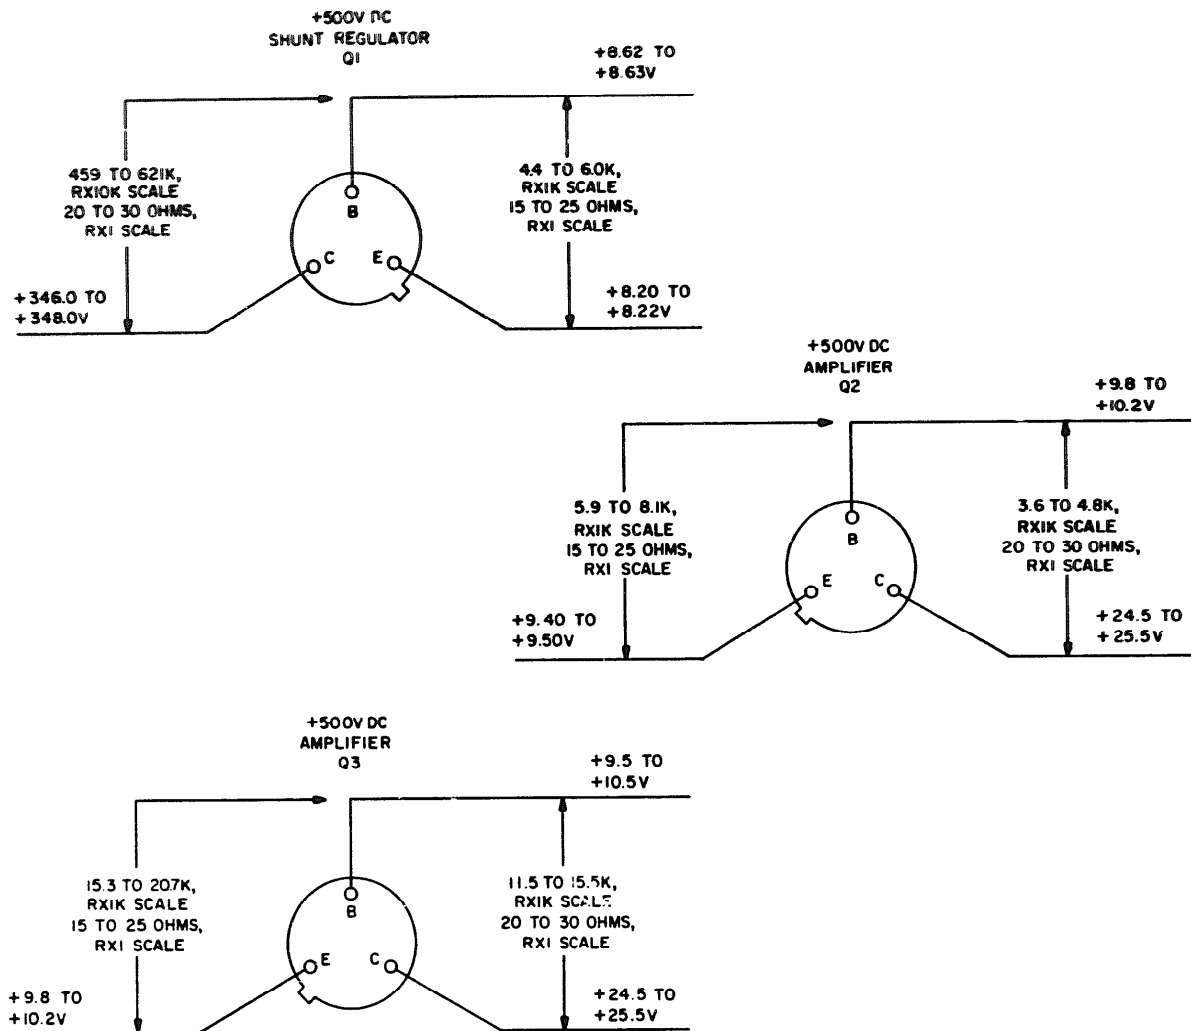 +500V DC
SHUNT REGULATOR
Q1
+8.62 TO
+8.63V
459 TO 621K,
RX10K SCALE
20 TO 30 OHMS,
RX1 SCALE
4.4 TO 6.0K,
RX1K SCALE
15 TO 25 OHMS,
RX1 SCALE
B
C
E
+346.0 TO
+348.0V
+8.20 TO
+8.22V
+500V DC
AMPLIFIER
Q2
+9.8 TO
+10.2V
5.9 TO 8.1K,
RX1K SCALE
15 TO 25 OHMS,
RX1 SCALE
3.6 TO 4.8K,
RX1K SCALE
20 TO 30 OHMS,
RX1 SCALE
B
E
C
+9.40 TO
+9.50V
+24.5 TO
+25.5V
+500V DC
AMPLIFIER
Q3
+9.5 TO
+10.5V
15.3 TO 20.7K,
RX1K SCALE
15 TO 25 OHMS,
RX1 SCALE
11.5 TO 15.5K,
RX1K SCALE
20 TO 30 OHMS,
RX1 SCALE
B
E
C
+9.8 TO
+10.2V
+24.5 TO
+25.5V